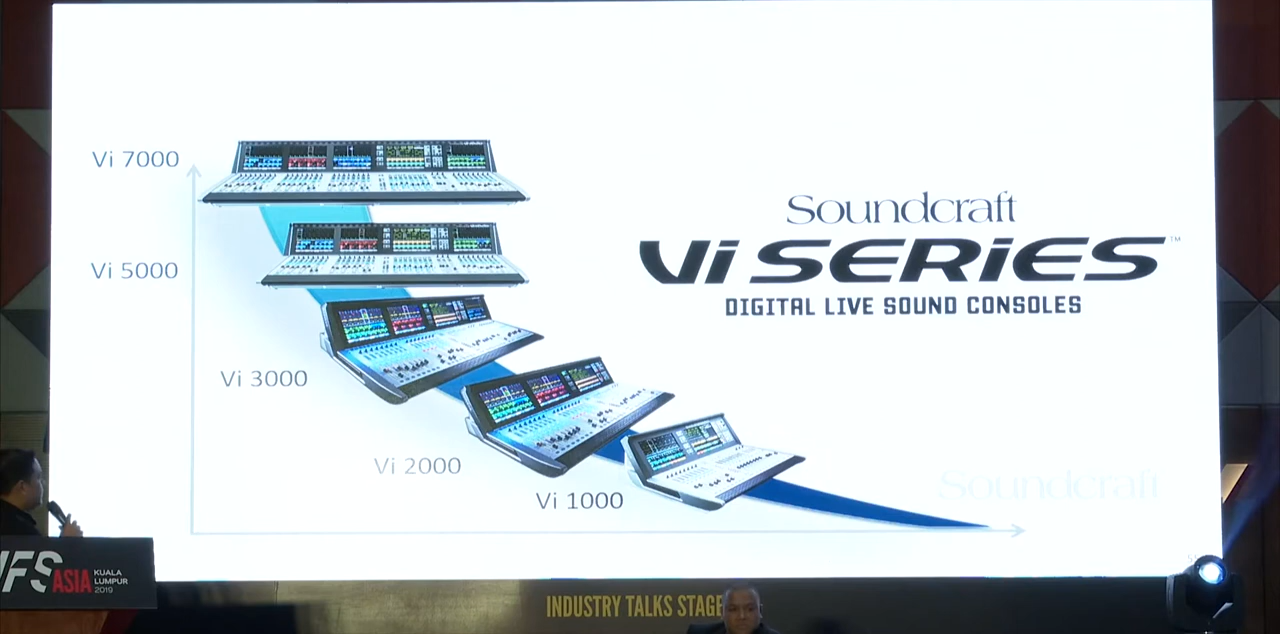 Vi 7000
Vi 5000
Vi 3000
Vi 2000
Vi 1000
Soundcraft
Vi SERiES™
DIGITAL LIVE SOUND CONSOLES
Soundcraft
IFS ASIA KUALA
LUMPUR
2019
INDUSTRY TALKS STAGE